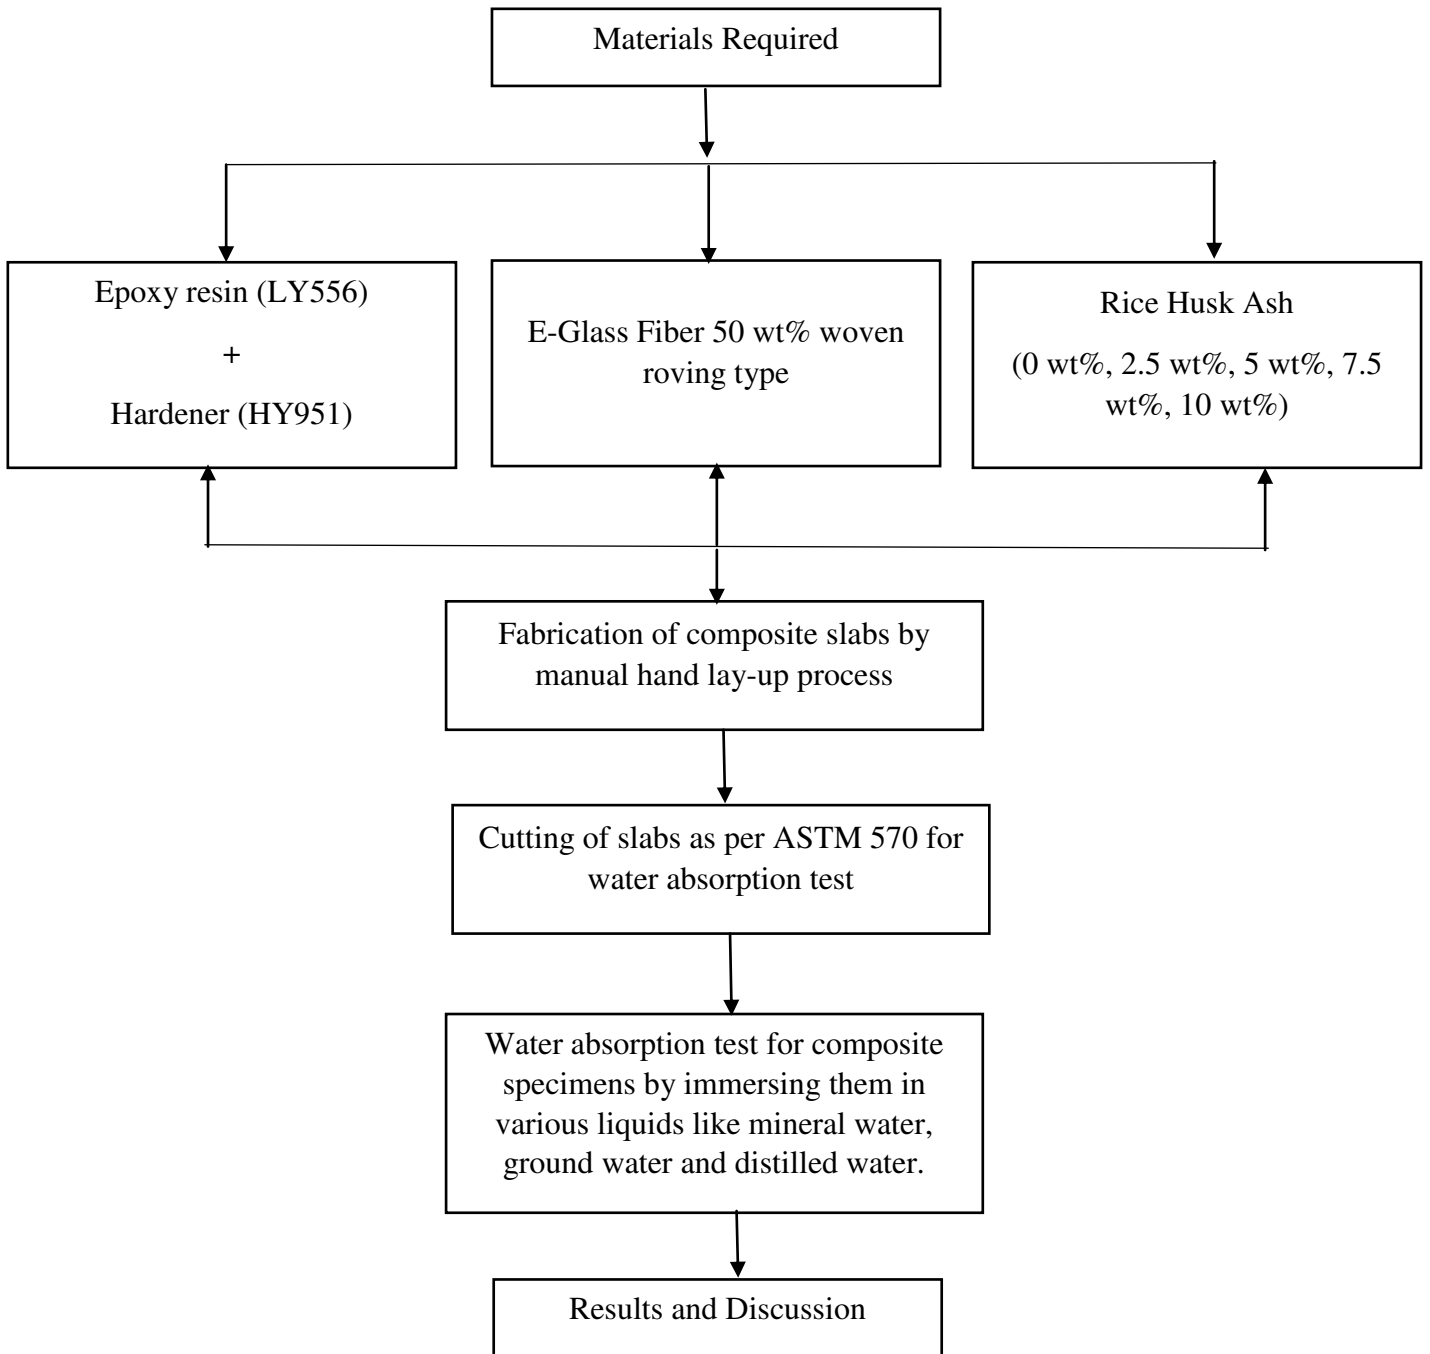 Materials Required
Epoxy resin (LY556)
+
Hardener (HY951)
E-Glass Fiber 50 wt% woven
roving type
Rice Husk Ash
(0 wt%, 2.5 wt%, 5 wt%, 7.5
wt%, 10 wt%)
Fabrication of composite slabs by
manual hand lay-up process
Cutting of slabs as per ASTM 570 for
water absorption test
Water absorption test for composite
specimens by immersing them in
various liquids like mineral water,
ground water and distilled water.
Results and Discussion